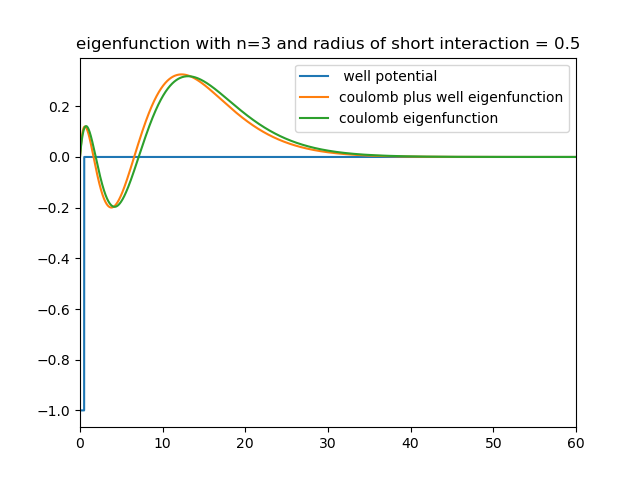 eigenfunction with n=3 and radius of short interaction = 0.5
well potential
coulomb plus well eigenfunction
coulomb eigenfunction
0.2
0.0
−0.2
−0.4
−0.6
−0.8
−1.0
0 10 20 30 40 50 60